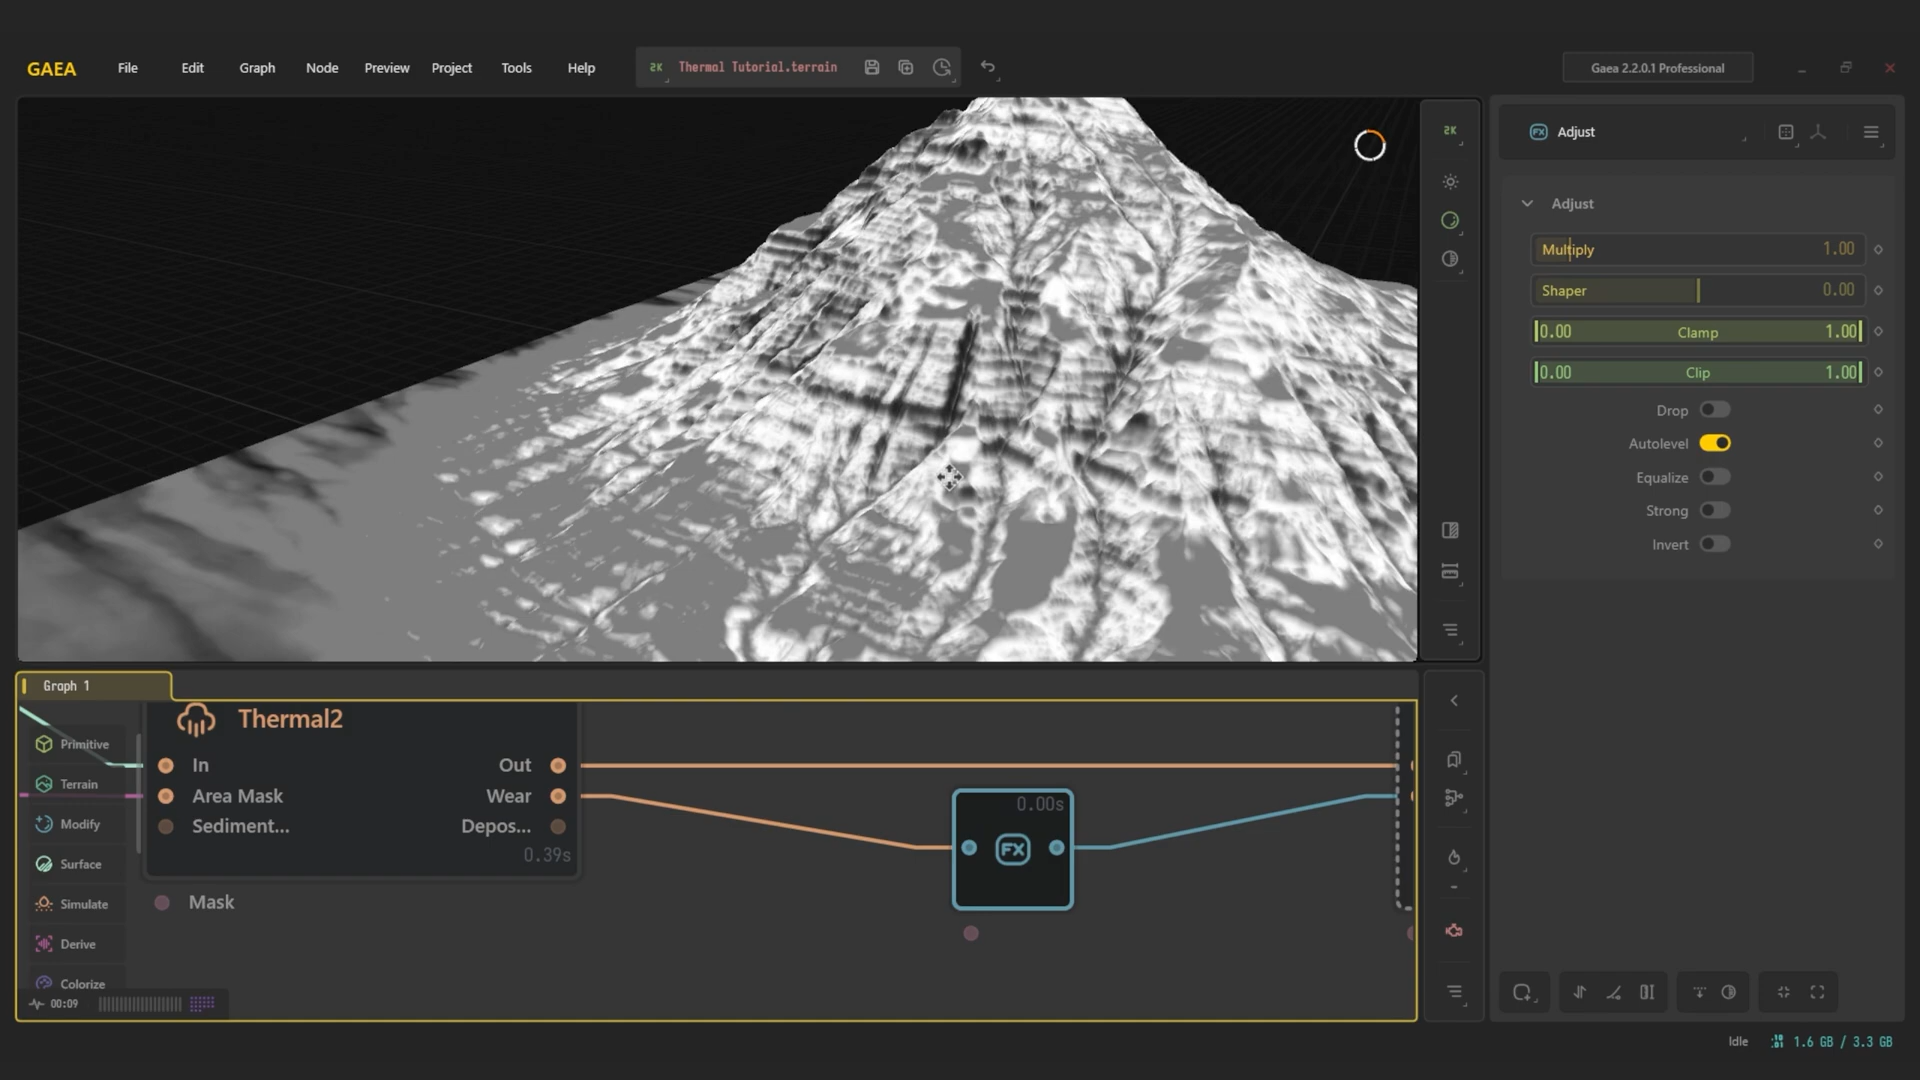 GAEA File Edit Graph Node Preview Project Tools Help 2K Thermal Tutorial.terrain Gaea 2.2.0.1 Professional
2K
FX Adjust
Adjust
Multiply 1.00
Shaper 0.00
0.00 Clamp 1.00
0.00 Clip 1.00
Drop
Autolevel
Equalize
Strong
Invert
Graph 1
Primitive
Terrain
Modify
Surface
Simulate
Derive
Colorize
00:09
Thermal2
In Out
Area Mask Wear
Sediment... Depos...
0.39s
Mask
0.00s
FX
Idle 1.6 GB / 3.3 GB